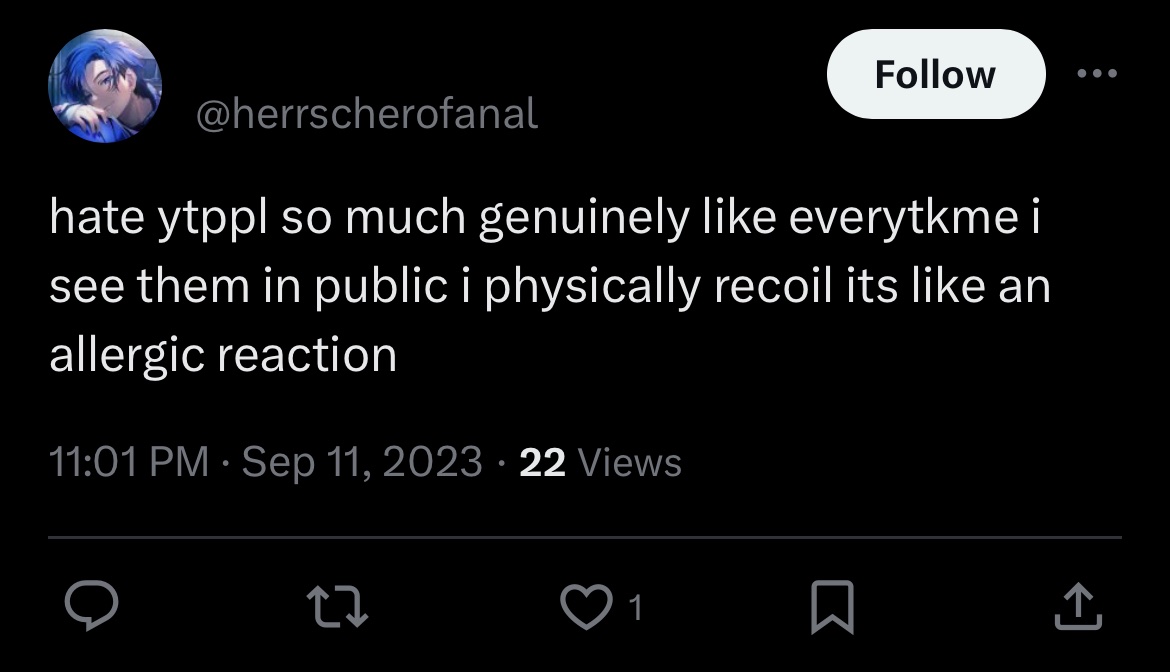 Follow
@herrscherofanal
hate ytppl so much genuinely like everytkme i
see them in public i physically recoil its like an
allergic reaction
11:01 PM · Sep 11, 2023 · 22 Views
1